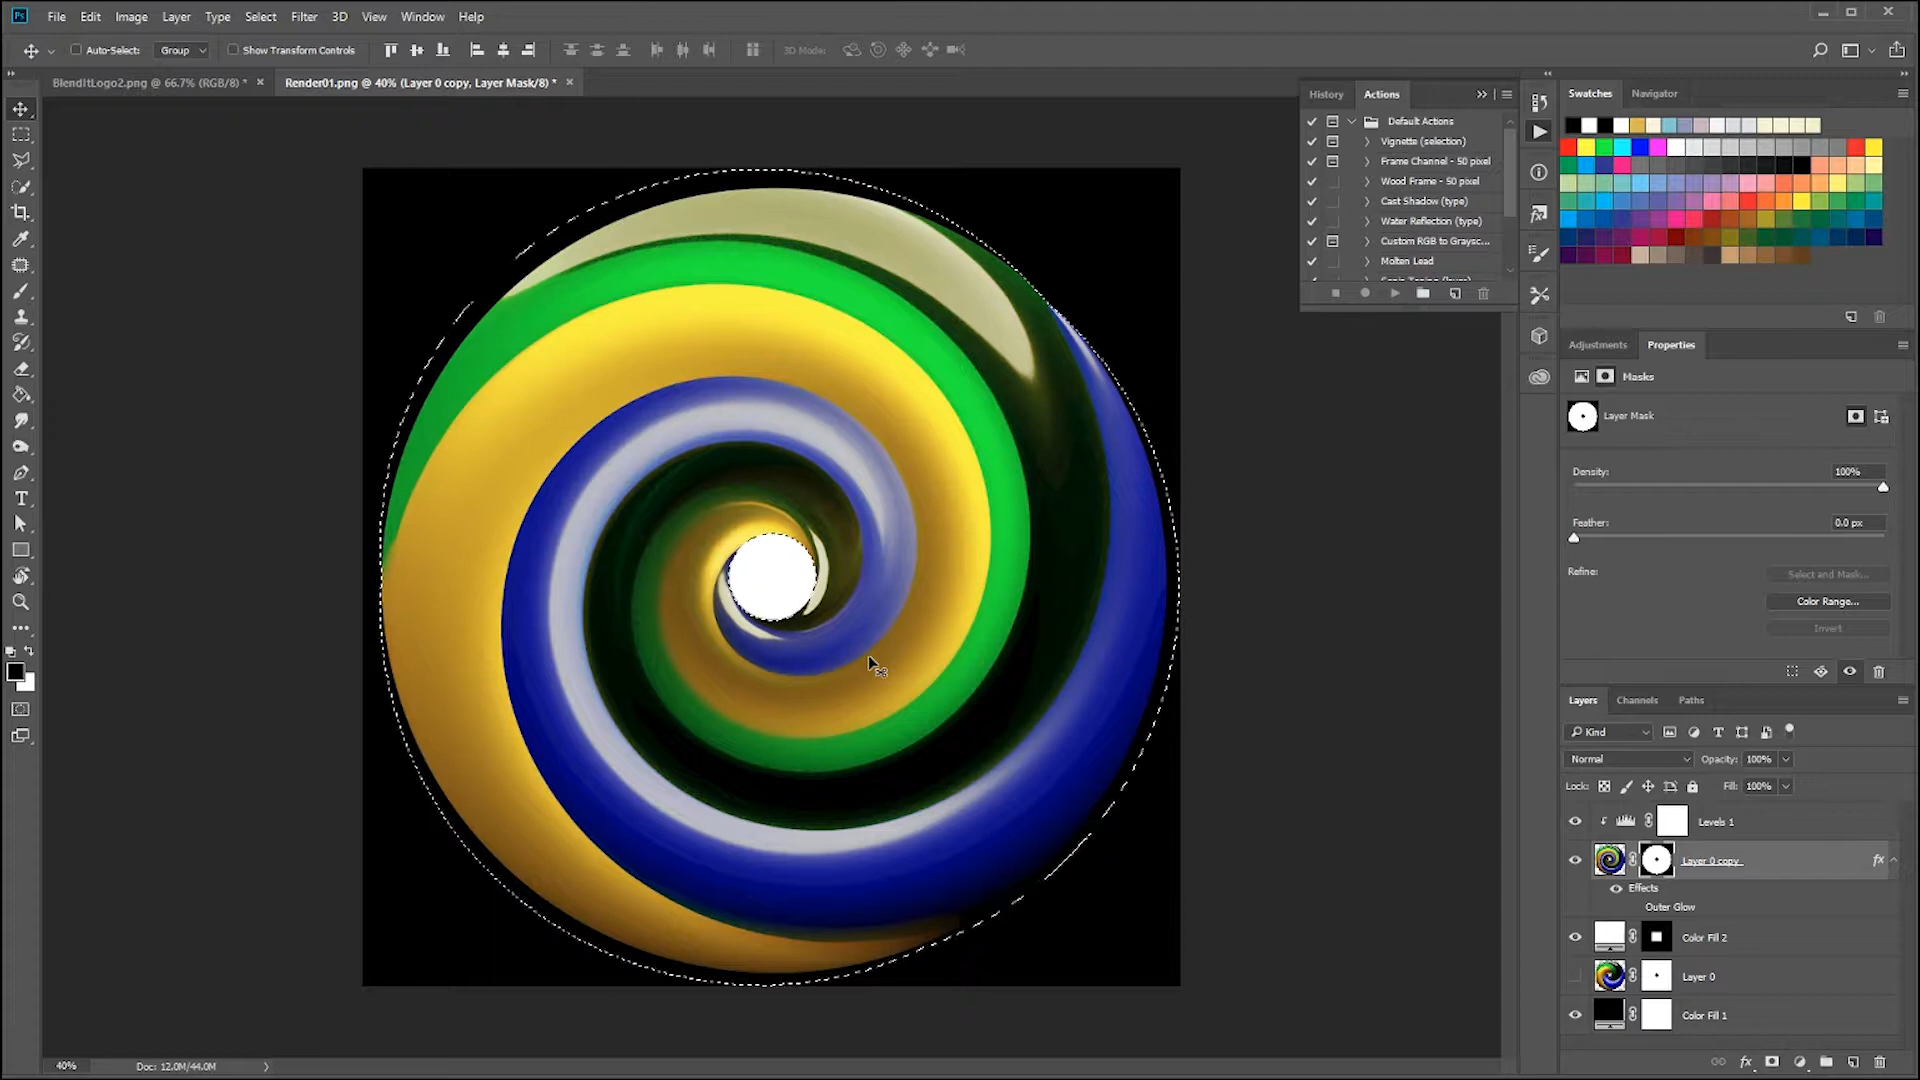 Ps File Edit Image Layer Type Select Filter 3D View Window Help
Auto-Select: Group Show Transform Controls 3D Mode:
BlendItLogo2.png @ 66.7% (RGB/8) * × Render01.png @ 40% (Layer 0 copy, Layer Mask/8) * ×
History Actions
Default Actions
Vignette (selection)
Frame Channel - 50 pixel
Wood Frame - 50 pixel
Cast Shadow (type)
Water Reflection (type)
Custom RGB to Graysc...
Molten Lead
Swatches Navigator
Adjustments Properties
Masks
Layer Mask
Density: 100%
Feather: 0.0 px
Refine: Select and Mask...
Color Range...
Invert
Layers Channels Paths
Kind
Normal Opacity: 100%
Lock: Fill: 100%
Levels 1
Layer 0 copy fx
Effects
Outer Glow
Color Fill 2
Layer 0
Color Fill 1
40% Doc: 12.0M/44.0M